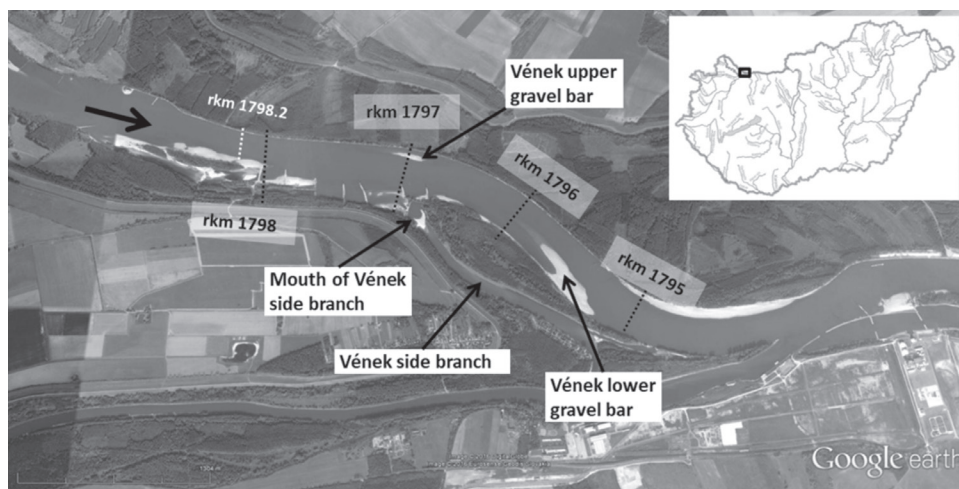 Vének upper
gravel bar
rkm 1798.2
rkm 1797
rkm 1796
rkm 1798
rkm 1795
Mouth of Vének
side branch
Vének side branch
Vének lower
gravel bar
Google earth